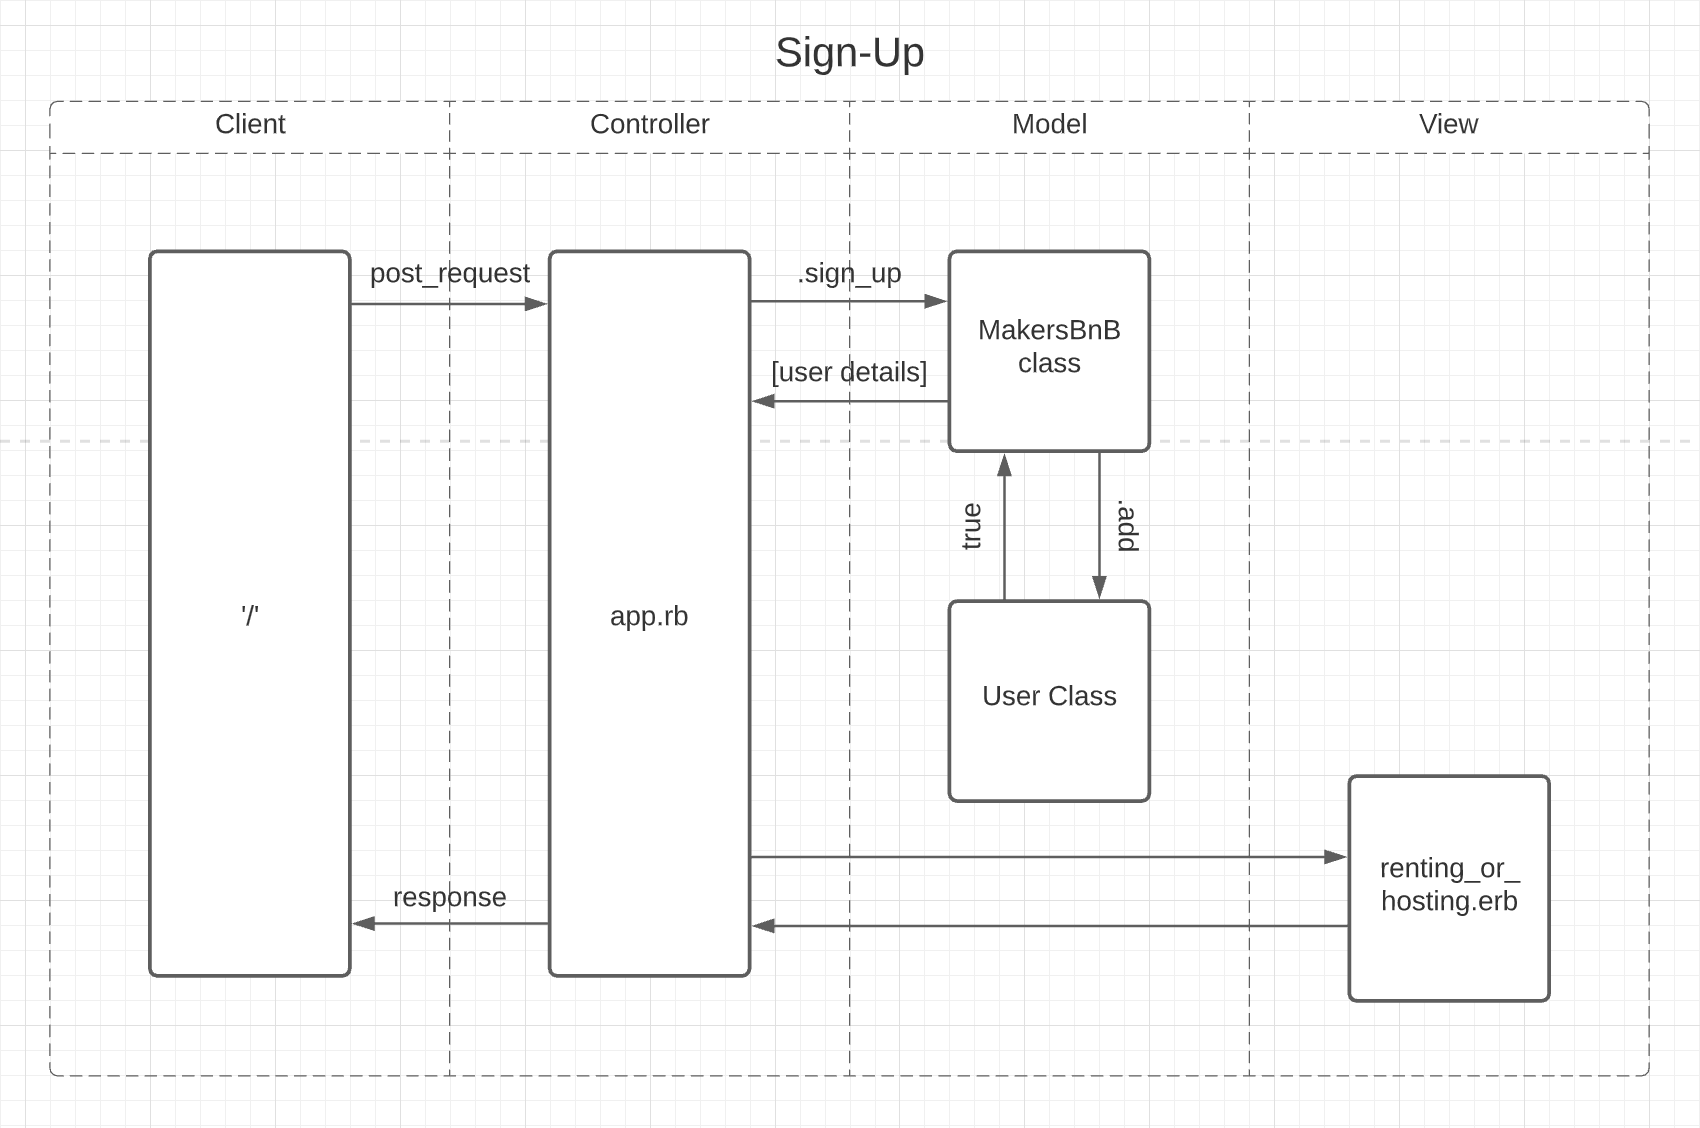 Sign-Up
Client
Controller
Model
View
post_request
.sign_up
MakersBnB
class
[user details]
true
.add
'/'
app.rb
User Class
renting_or_
hosting.erb
response